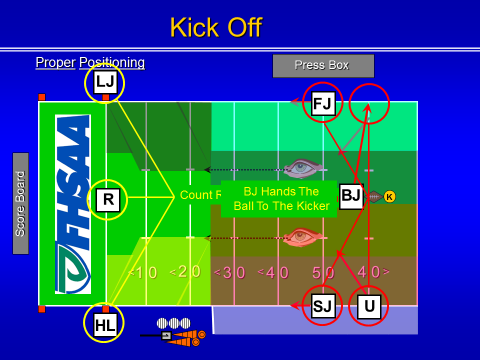 Kick Off
Proper Positioning
Press Box
LJ
FJ
FHSAA
Score Board
R
Count R
BJ Hands The
Ball To The Kicker
BJ
K
<10 <20 <30 <40 50 40>
HL
SJ
U